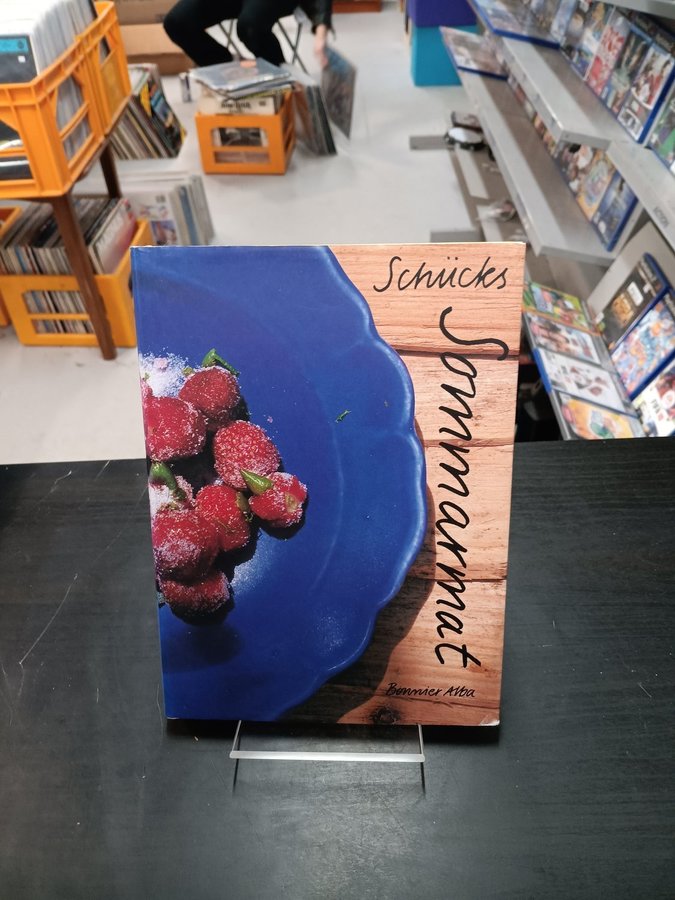 Schücks
Sommarmat
Bonnier Alba